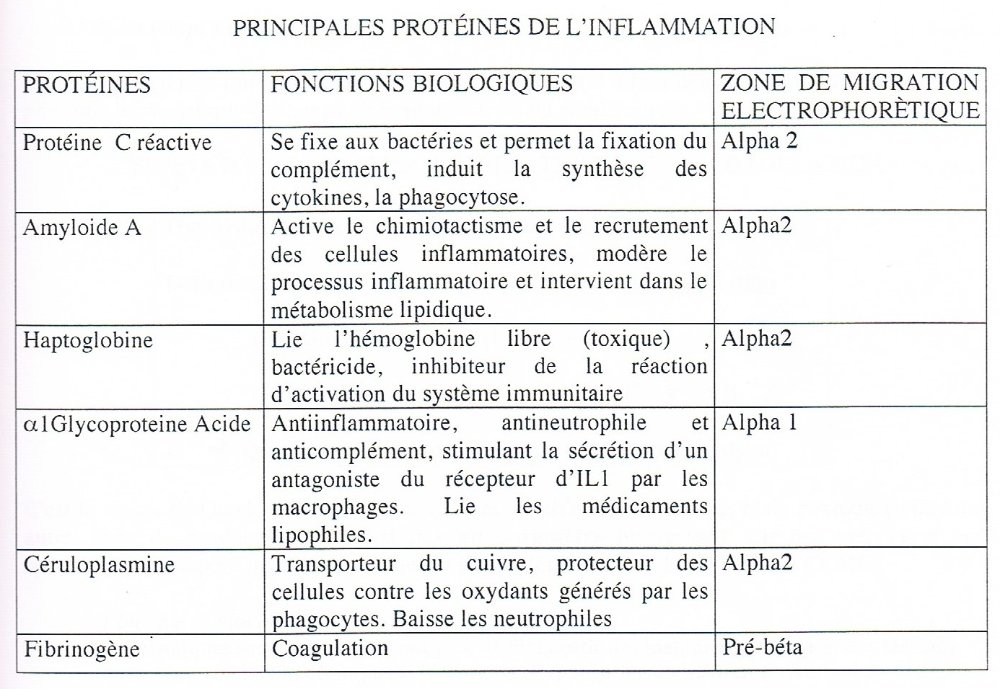 PRINCIPALES PROTÉINES DE L'INFLAMMATION
PROTÉINES
FONCTIONS BIOLOGIQUES
ZONE DE MIGRATION
ELECTROPHORÈTIQUE
Protéine C réactive
Se fixe aux bactéries et permet la fixation du
complément, induit la synthèse des
cytokines, la phagocytose.
Alpha 2
Amyloide A
Active le chimiotactisme et le recrutement
des cellules inflammatoires, modère le
processus inflammatoire et intervient dans le
métabolisme lipidique.
Alpha2
Haptoglobine
Lie l'hémoglobine libre (toxique) ,
bactéricide, inhibiteur de la réaction
d'activation du système immunitaire
Alpha2
α1Glycoproteine Acide
Antiinflammatoire, antineutrophile et
anticomplément, stimulant la sécrétion d'un
antagoniste du récepteur d'IL1 par les
macrophages. Lie les médicaments
lipophiles.
Alpha 1
Céruloplasmine
Transporteur du cuivre, protecteur des
cellules contre les oxydants générés par les
phagocytes. Baisse les neutrophiles
Alpha2
Fibrinogène
Coagulation
Pré-béta